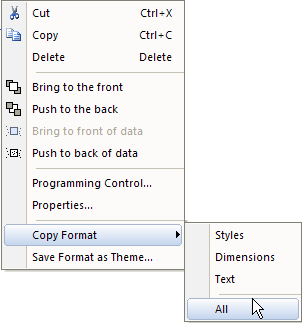 Cut Ctrl+X
Copy Ctrl+C
Delete Delete
Bring to the front
Push to the back
Bring to front of data
Push to back of data
Programming Control...
Properties...
Copy Format
Save Format as Theme...
Styles
Dimensions
Text
All